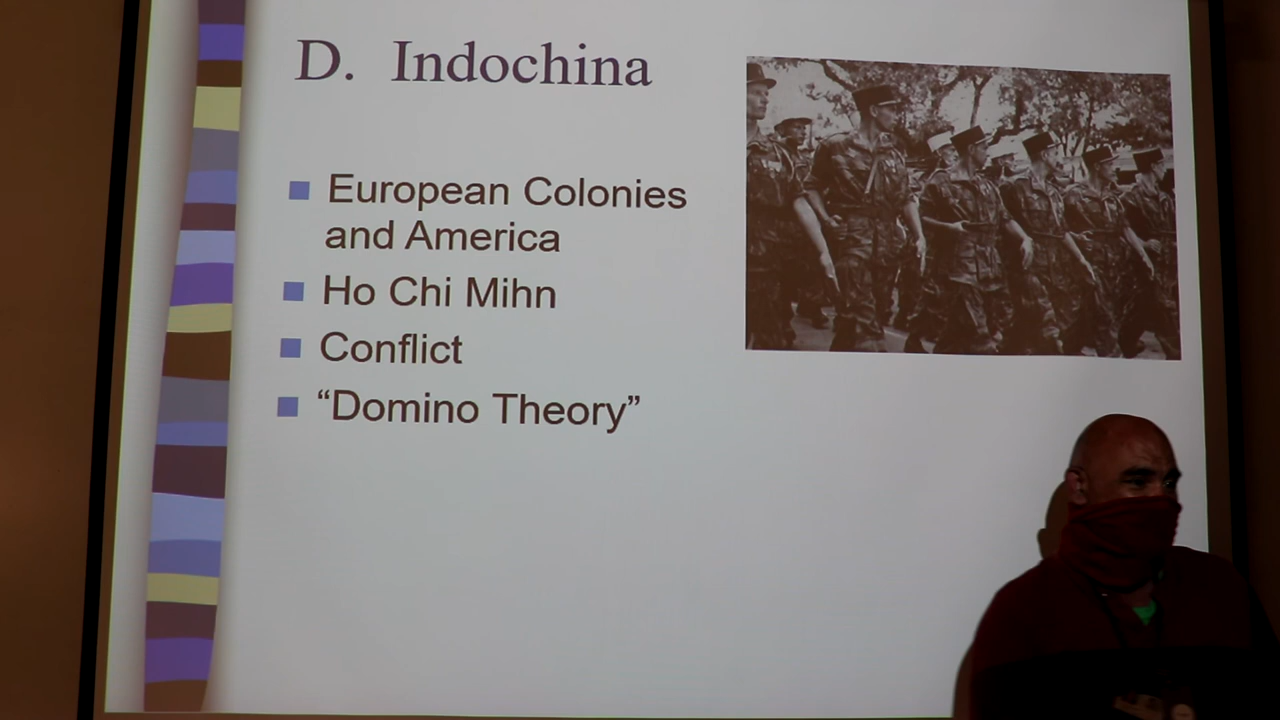 D. Indochina
European Colonies
and America
Ho Chi Mihn
Conflict
“Domino Theory”